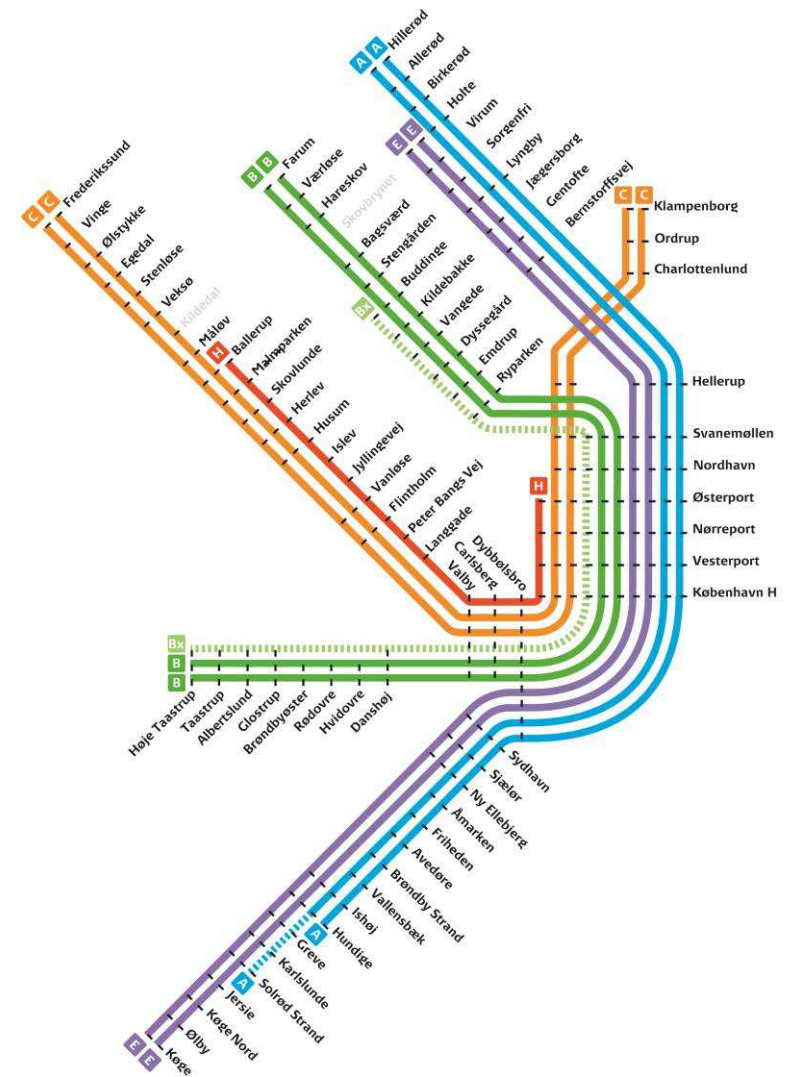 A
A
Hillerød
Allerød
Birkerød
Holte
Virum
Sorgenfri
Lyngby
Jægersborg
Gentofte
Bernstorffsvej
E
E
B
B
Farum
Værløse
Hareskov
Skovbrynet
Bagsværd
Stengården
Buddinge
Kildebakke
Vangede
Dyssegård
Emdrup
Ryparken
Bx
C
C
Frederikssund
Vinge
Ølstykke
Egedal
Stenløse
Veksø
Kildedal
Måløv
H
Ballerup
Malmparken
Skovlunde
Herlev
Husum
Islev
Jyllingevej
Vanløse
Flintholm
Peter Bangs Vej
Langgade
Valby
Carlsberg
Dybbølsbro
C
C
Klampenborg
Ordrup
Charlottenlund
Hellerup
Svanemøllen
Nordhavn
H
Østerport
Nørreport
Vesterport
København H
Bx
B
B
Høje Taastrup
Taastrup
Albertslund
Glostrup
Brøndbyøster
Rødovre
Hvidovre
Danshøj
Sydhavn
Sjælør
Ny Ellebjerg
Åmarken
Friheden
Avedøre
Brøndby Strand
Vallensbæk
Ishøj
Hundige
A
Greve
Karlslunde
Solrød Strand
A
Jersie
Køge Nord
Ølby
Køge
E
E